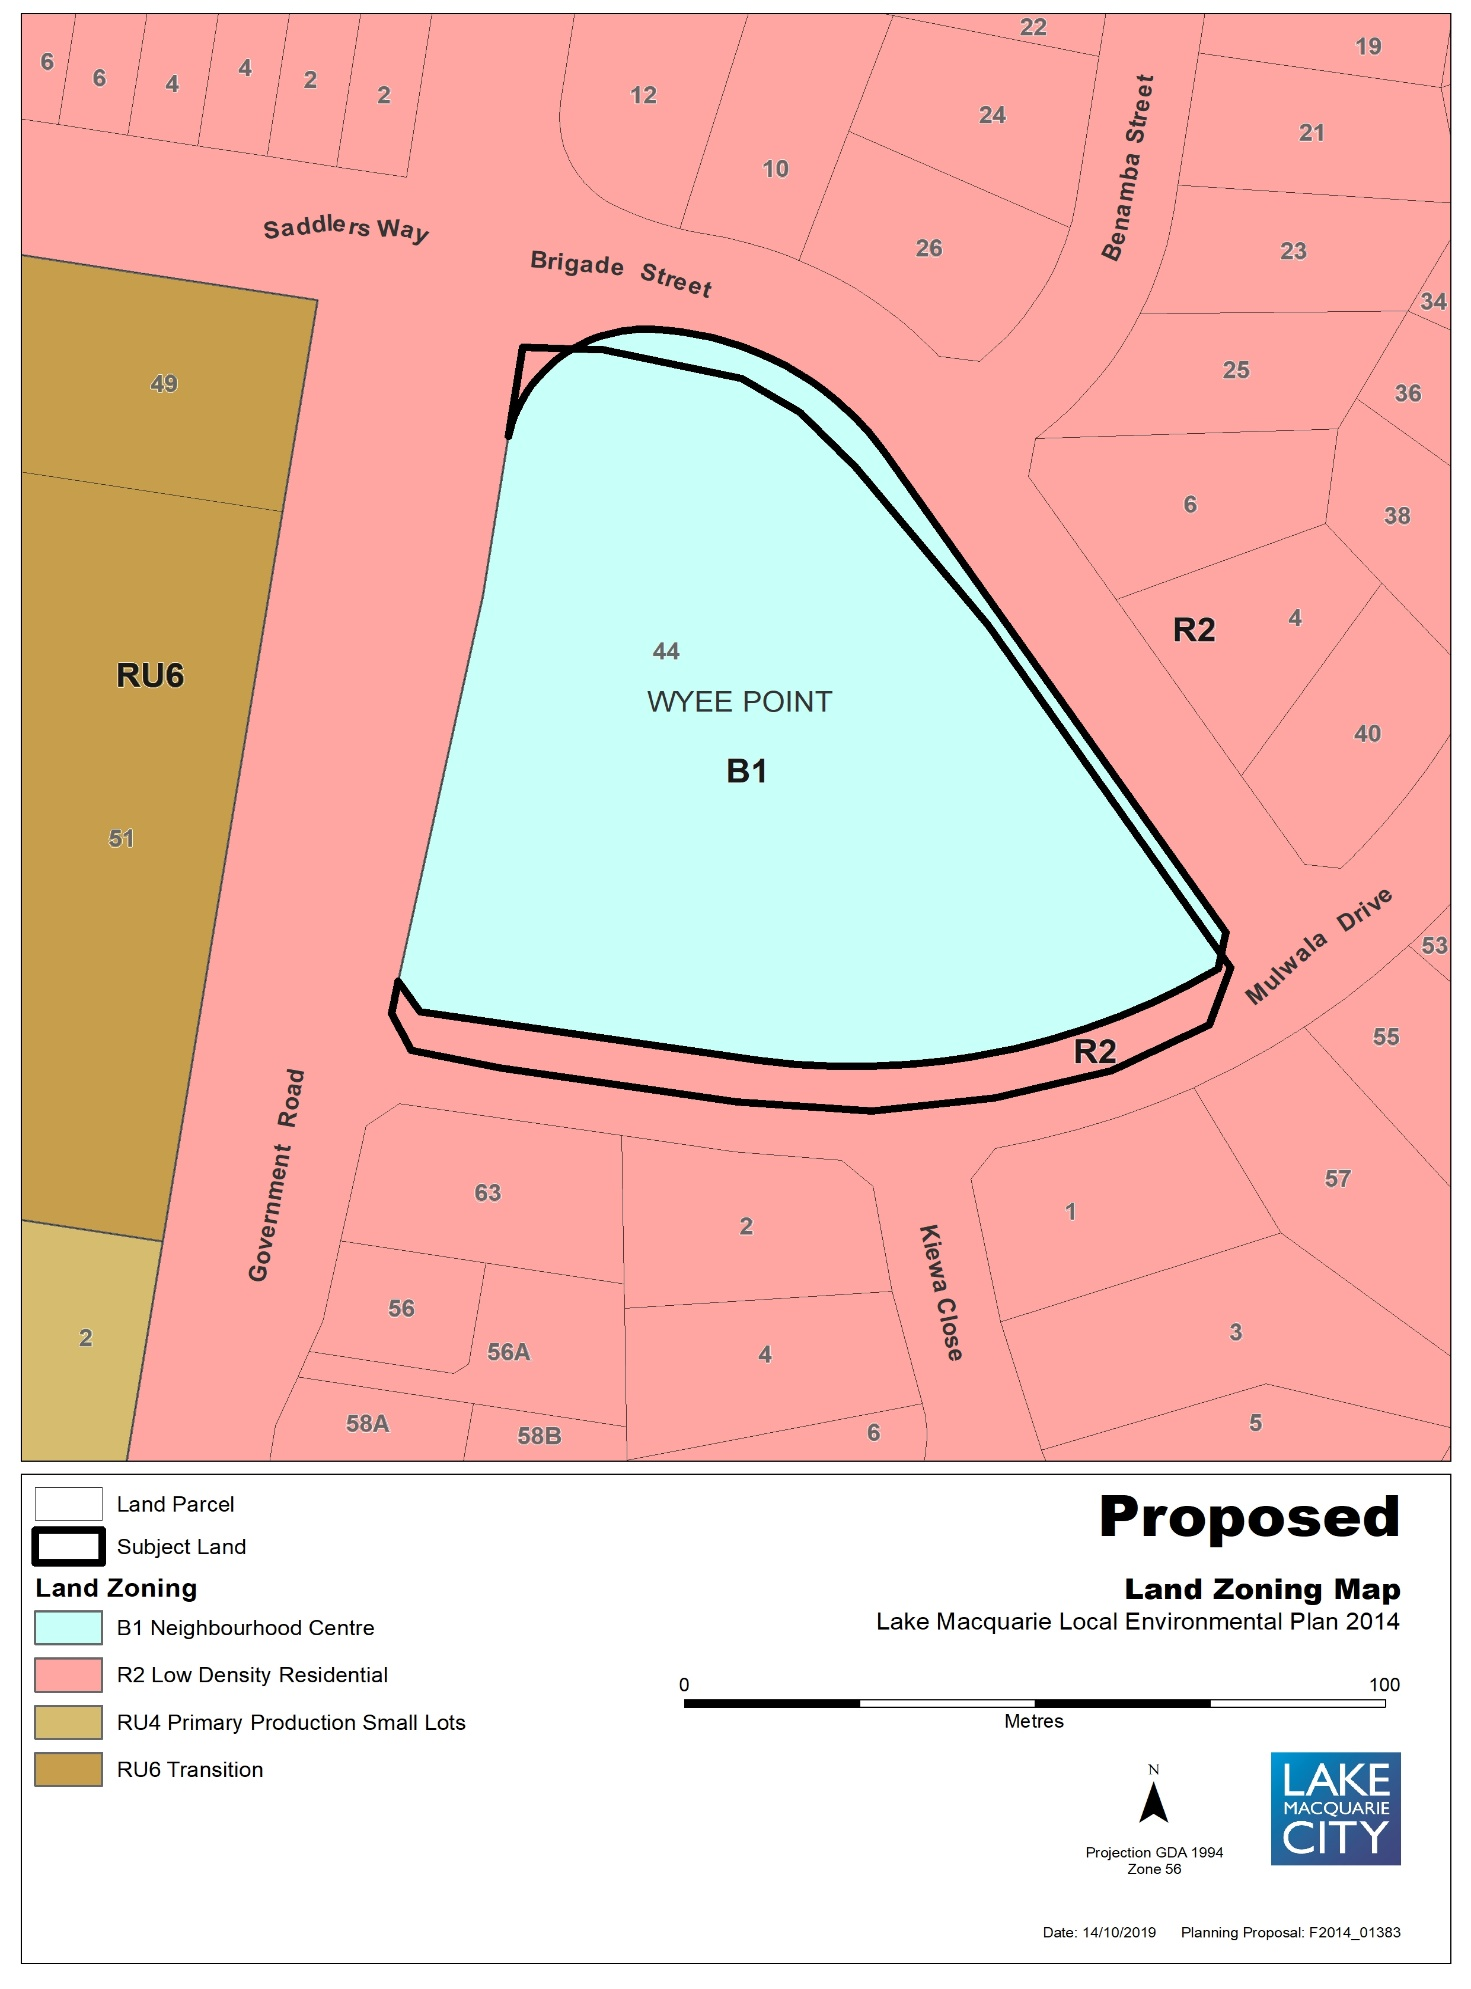 22
19
6
6
4
4
2
2
12
24
21
10
26
23
34
Saddlers Way
Brigade Street
Benamba Street
49
25
36
6
38
44
4
R2
RU6
WYEE POINT
40
B1
51
Mulwala Drive
53
55
R2
Government Road
63
2
1
57
Kiewa Close
56
2
56A
4
3
58A
58B
6
5
Land Parcel
Subject Land
Land Zoning
B1 Neighbourhood Centre
R2 Low Density Residential
RU4 Primary Production Small Lots
RU6 Transition
Proposed
Land Zoning Map
Lake Macquarie Local Environmental Plan 2014
0 100
Metres
N
Projection GDA 1994
Zone 56
LAKE
MACQUARIE
CITY
Date: 14/10/2019 Planning Proposal: F2014_01383